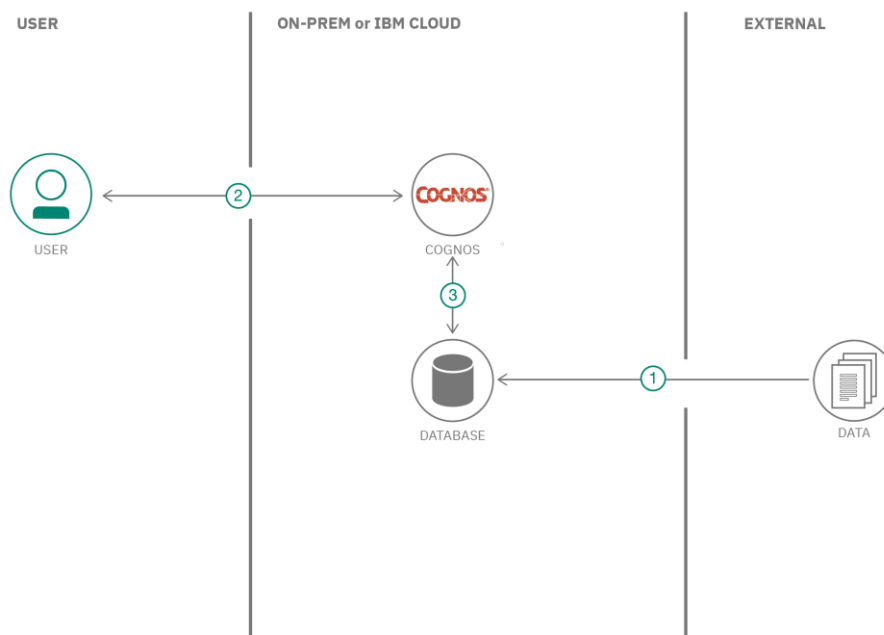 USER
ON-PREM or IBM CLOUD
EXTERNAL
2
COGNOS®
USER
COGNOS
3
1
DATABASE
DATA